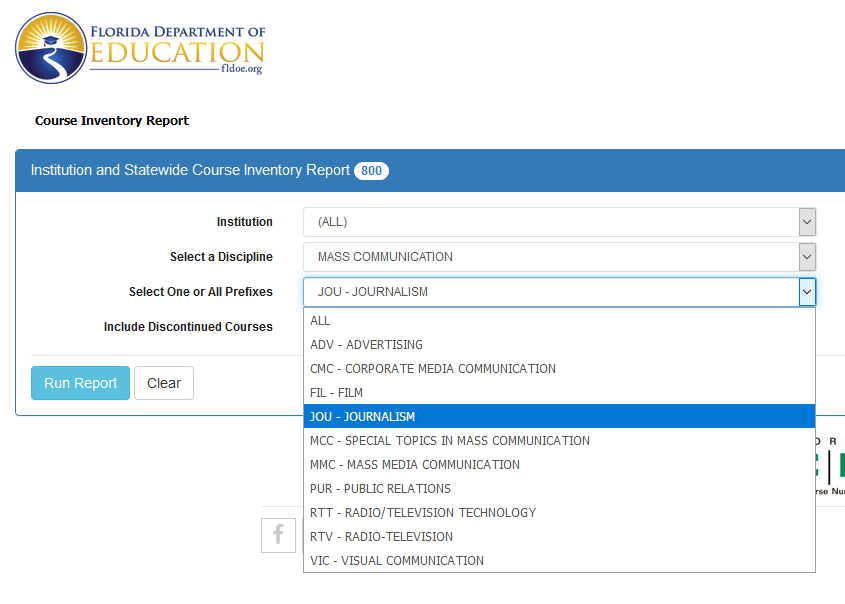 FLORIDA DEPARTMENT OF
EDUCATION
fldoe.org
Course Inventory Report
Institution and Statewide Course Inventory Report 800
Institution (ALL)
Select a Discipline MASS COMMUNICATION
Select One or All Prefixes JOU - JOURNALISM
Include Discontinued Courses
ALL
ADV - ADVERTISING
CMC - CORPORATE MEDIA COMMUNICATION
FIL - FILM
JOU - JOURNALISM
MCC - SPECIAL TOPICS IN MASS COMMUNICATION
MMC - MASS MEDIA COMMUNICATION
PUR - PUBLIC RELATIONS
RTT - RADIO/TELEVISION TECHNOLOGY
RTV - RADIO-TELEVISION
VIC - VISUAL COMMUNICATION
Run Report Clear
f